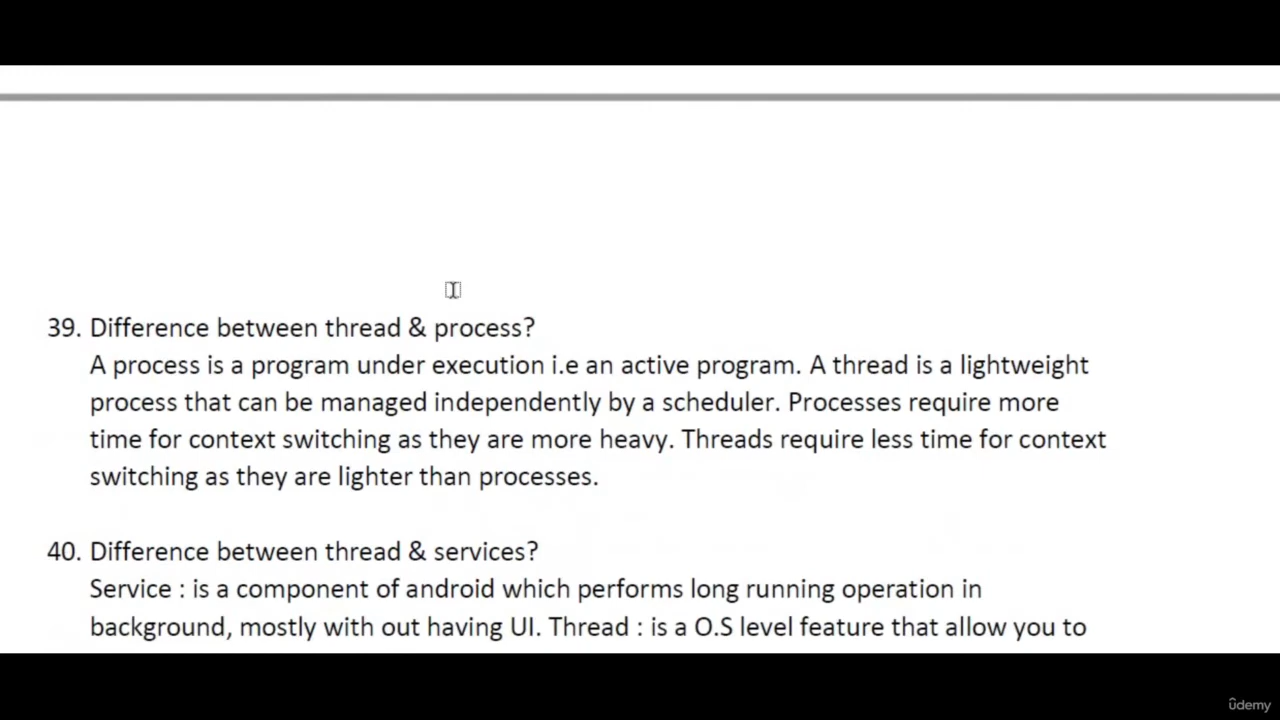 39. Difference between thread & process?
A process is a program under execution i.e an active program. A thread is a lightweight
process that can be managed independently by a scheduler. Processes require more
time for context switching as they are more heavy. Threads require less time for context
switching as they are lighter than processes.
40. Difference between thread & services?
Service : is a component of android which performs long running operation in
background, mostly with out having UI. Thread : is a O.S level feature that allow you to
ûdemy